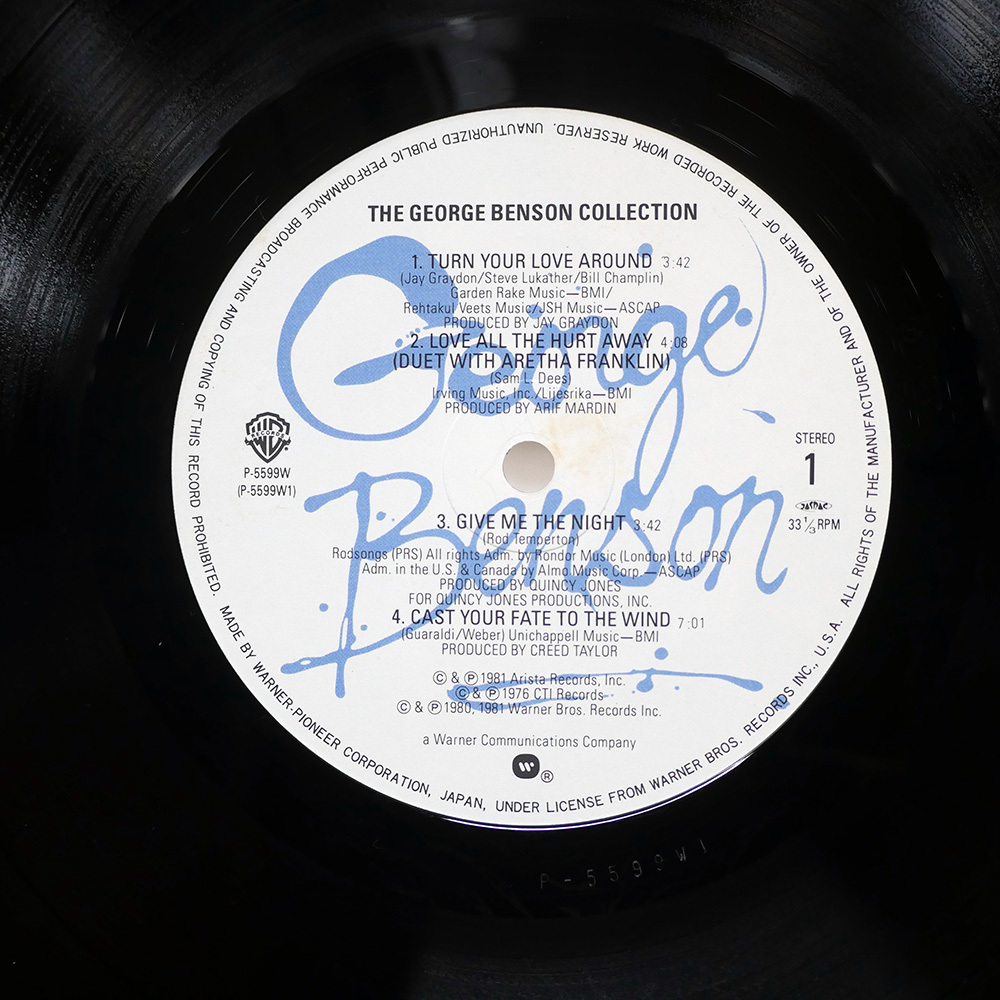 THE GEORGE BENSON COLLECTION
1. TURN YOUR LOVE AROUND 3:42
(Jay Graydon/Steve Lukather/Bill Champlin)
Garden Rake Music—BMI/
Rehtakul Veets Music/JSH Music—ASCAP
PRODUCED BY JAY GRAYDON
2. LOVE ALL THE HURT AWAY 4:08
(DUET WITH ARETHA FRANKLIN)
(Sam L. Dees)
Irving Music, Inc./Lijesrika—BMI
PRODUCED BY ARIF MARDIN
George
Benson
WB
RECORDS
P-5599W
(P-5599W1)
STEREO
1
JASRAC
33 1/3 RPM
3. GIVE ME THE NIGHT 3:42
(Rod Temperton)
Rodsongs (PRS) All rights Adm. by Rondor Music (London) Ltd. (PRS)
Adm. in the U.S. & Canada by Almo Music Corp.—ASCAP
PRODUCED BY QUINCY JONES
FOR QUINCY JONES PRODUCTIONS, INC.
4. CAST YOUR FATE TO THE WIND 7:01
(Guaraldi/Weber) Unichappell Music—BMI
PRODUCED BY CREED TAYLOR
© & ℗ 1981 Arista Records, Inc.
© & ℗ 1976 CTI Records
© & ℗ 1980, 1981 Warner Bros. Records Inc.
a Warner Communications Company
®
MADE BY WARNER-PIONEER CORPORATION, JAPAN, UNDER LICENSE FROM WARNER BROS. RECORDS INC., U.S.A. ALL RIGHTS OF THE MANUFACTURER AND OF THE OWNER OF THE RECORDED WORK RESERVED. UNAUTHORIZED PUBLIC PERFORMANCE BROADCASTING AND COPYING OF THIS RECORD PROHIBITED.
P-5599W1